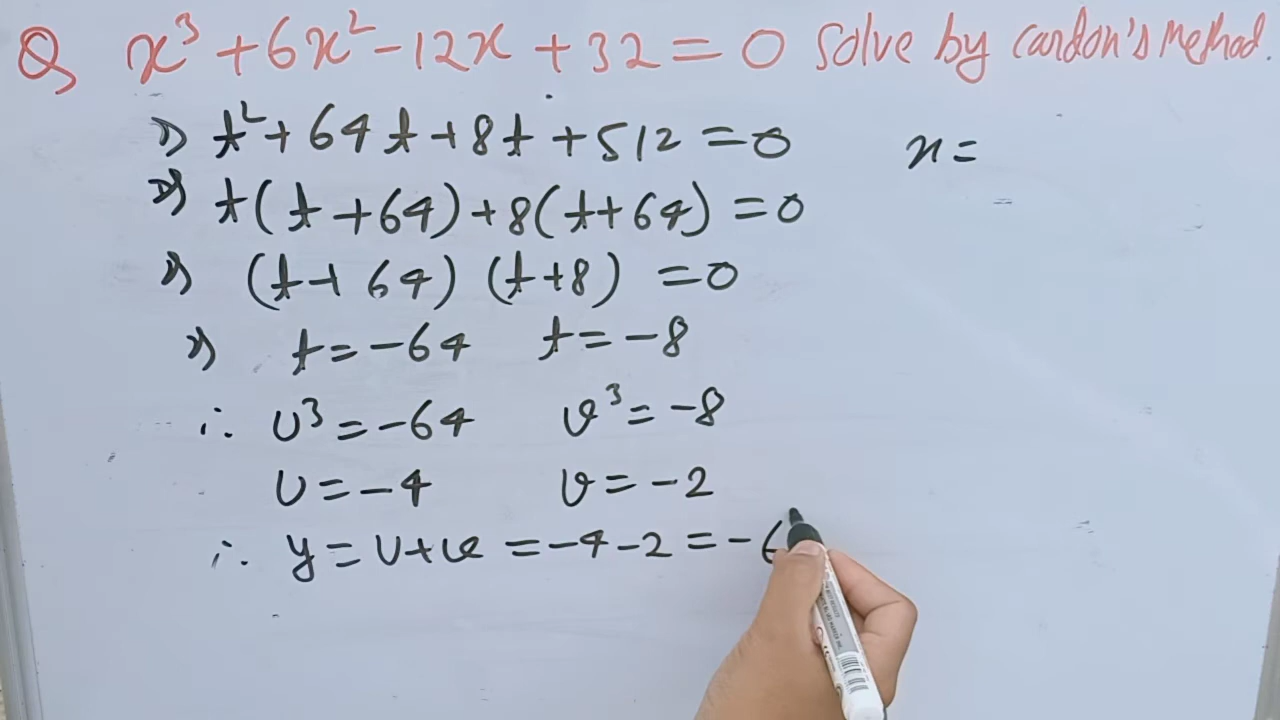 Q x³ + 6x² - 12x + 32 = 0 Solve by cardon's Method.
⇒ t² + 64t + 8t + 512 = 0
x =
⇒ t(t + 64) + 8(t + 64) = 0
⇒ (t + 64) (t + 8) = 0
⇒ t = -64 t = -8
∴ u³ = -64 v³ = -8
u = -4 v = -2
∴ y = u + v = -4 - 2 = -6